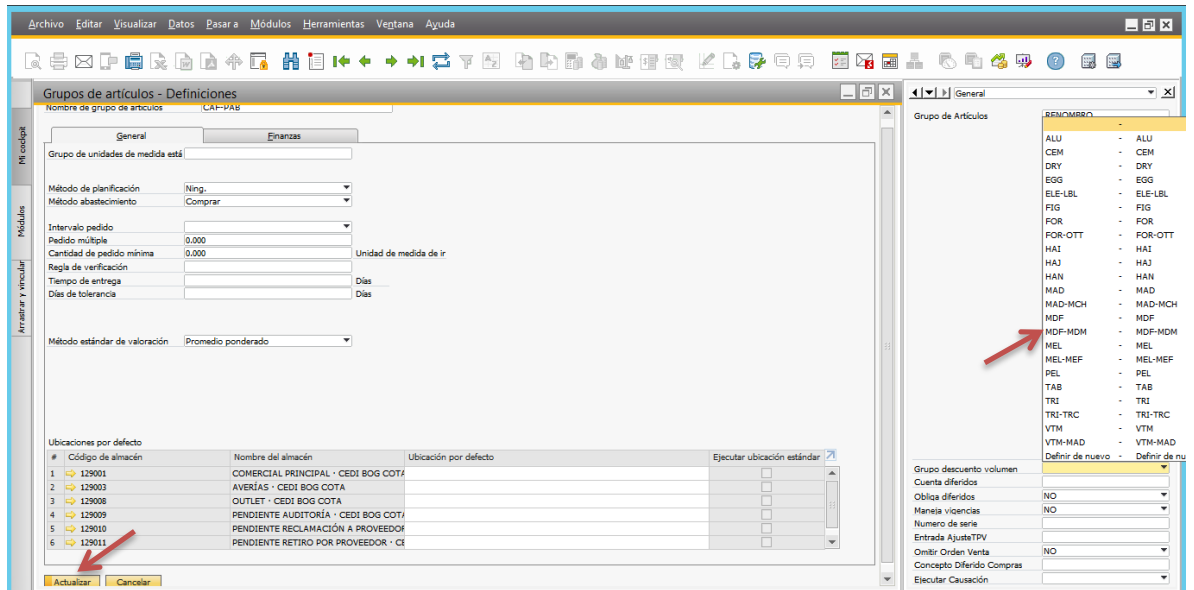 Archivo Editar Visualizar Datos Pasar a Módulos Herramientas Ventana Ayuda
Mi cockpit
Módulos
Arrastrar y vincular
Grupos de artículos - Definiciones
Nombre de grupo de artículos CAF-PAB
General Finanzas
Grupo de unidades de medida está
Método de planificación Ning.
Método abastecimiento Comprar
Intervalo pedido
Pedido múltiple 0.000
Cantidad de pedido mínima 0.000 Unidad de medida de ir
Regla de verificación
Tiempo de entrega Días
Días de tolerancia Días
Método estándar de valoración Promedio ponderado
Ubicaciones por defecto
# Código de almacén Nombre del almacén Ubicación por defecto Ejecutar ubicación estándar
1 129001 COMERCIAL PRINCIPAL · CEDI BOG COTA
2 129003 AVERÍAS · CEDI BOG COTA
3 129008 OUTLET · CEDI BOG COTA
4 129009 PENDIENTE AUDITORÍA · CEDI BOG COTA
5 129010 PENDIENTE RECLAMACIÓN A PROVEEDOR
6 129011 PENDIENTE RETIRO POR PROVEEDOR · CE
Actualizar Cancelar
General
Grupo de Artículos RENOMBRO
-
ALU - ALU
CEM - CEM
DRY - DRY
EGG - EGG
ELE-LBL - ELE-LBL
FIG - FIG
FOR - FOR
FOR-OTT - FOR-OTT
HAI - HAI
HAJ - HAJ
HAN - HAN
MAD - MAD
MAD-MCH - MAD-MCH
MDF - MDF
MDF-MDM - MDF-MDM
MEL - MEL
MEL-MEF - MEL-MEF
PEL - PEL
TAB - TAB
TRI - TRI
TRI-TRC - TRI-TRC
VTM - VTM
VTM-MAD - VTM-MAD
Definir de nuevo - Definir de nu
Grupo descuento volumen
Cuenta diferidos
Obliga diferidos NO
Maneja vigencias NO
Numero de serie
Entrada AjusteTPV
Omitir Orden Venta NO
Concepto Diferido Compras
Ejecutar Causación